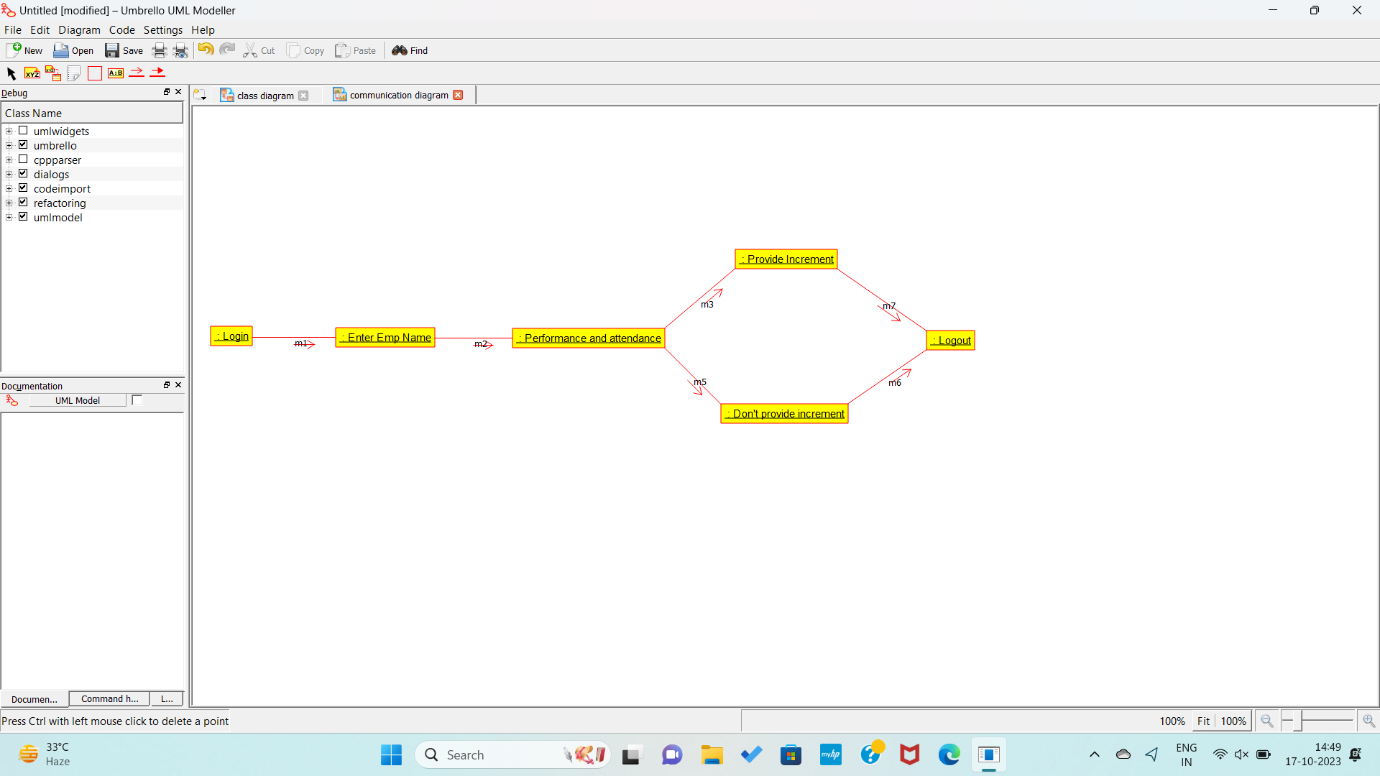 Untitled [modified] – Umbrello UML Modeller
File Edit Diagram Code Settings Help
New Open Save Cut Copy Paste Find
XYZ A:B
Debug
class diagram communication diagram
Class Name
umlwidgets
umbrello
cppparser
dialogs
codeimport
refactoring
umlmodel
: Provide Increment
m3 m7
: Login m1 : Enter Emp Name m2 : Performance and attendance : Logout
m5 m6
: Don't provide increment
Documentation
UML Model
Documen... Command h... L...
Press Ctrl with left mouse click to delete a point
100% Fit 100%
33°C
Haze
Search
myhp
ENG
IN
14:49
17-10-2023